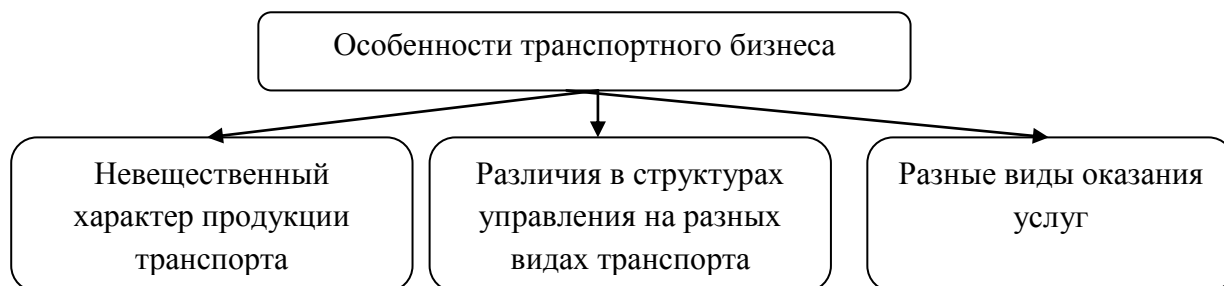 Особенности транспортного бизнеса
Невещественный
характер продукции
транспорта
Различия в структурах
управления на разных
видах транспорта
Разные виды оказания
услуг